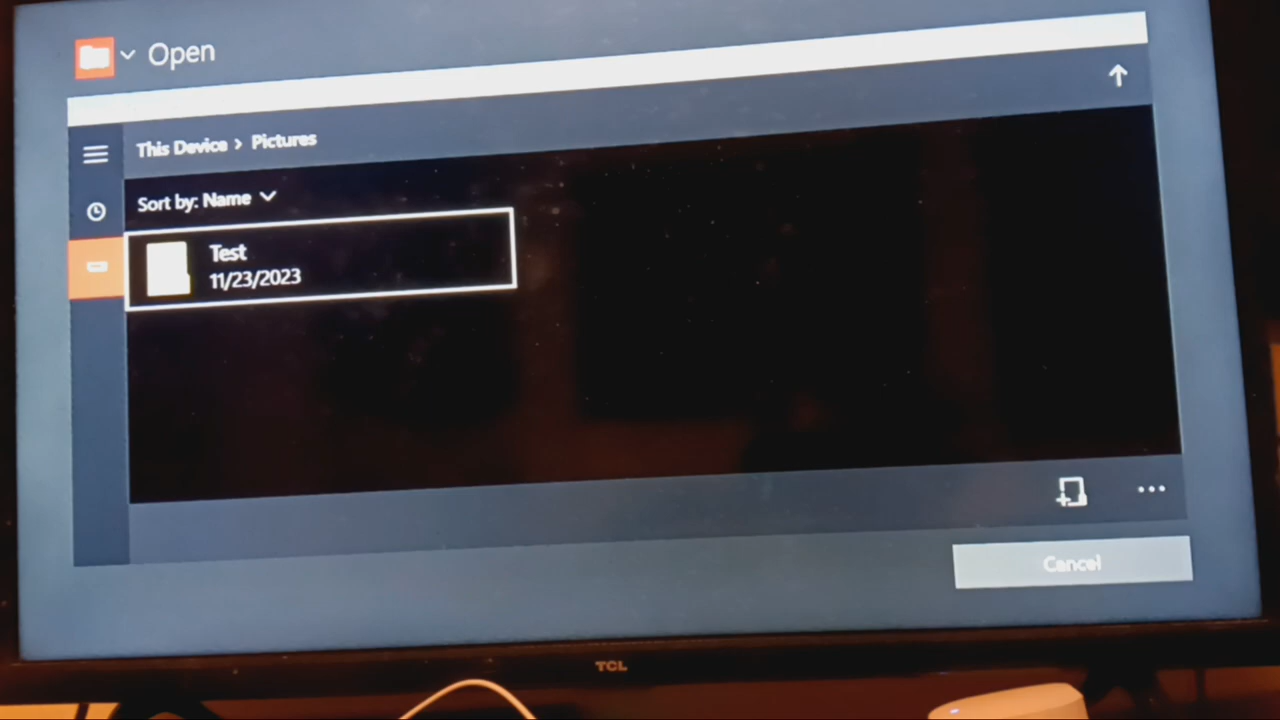 Open
This Device > Pictures
Sort by: Name
Test
11/23/2023
Cancel
TCL